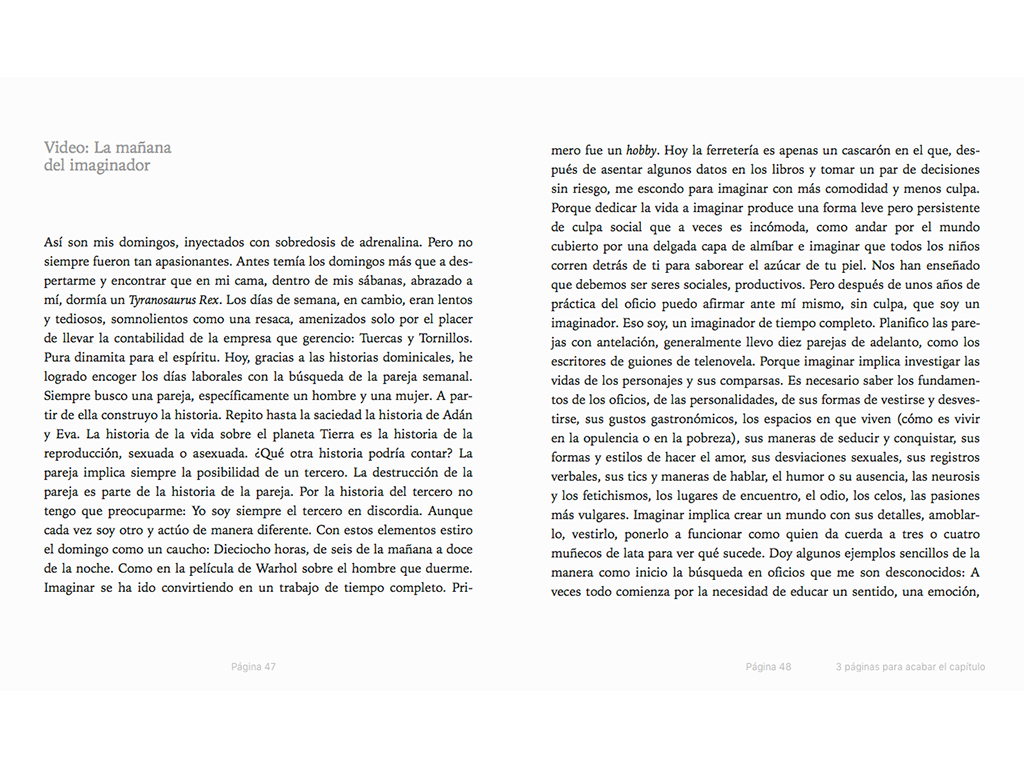 Video: La mañana
del imaginador
Así son mis domingos, inyectados con sobredosis de adrenalina. Pero no
siempre fueron tan apasionantes. Antes temía los domingos más que a des-
pertarme y encontrar que en mi cama, dentro de mis sábanas, abrazado a
mí, dormía un Tyranosaurus Rex. Los días de semana, en cambio, eran lentos
y tediosos, somnolientos como una resaca, amenizados solo por el placer
de llevar la contabilidad de la empresa que gerencio: Tuercas y Tornillos.
Pura dinamita para el espíritu. Hoy, gracias a las historias dominicales, he
logrado encoger los días laborales con la búsqueda de la pareja semanal.
Siempre busco una pareja, específicamente un hombre y una mujer. A par-
tir de ella construyo la historia. Repito hasta la saciedad la historia de Adán
y Eva. La historia de la vida sobre el planeta Tierra es la historia de la
reproducción, sexuada o asexuada. ¿Qué otra historia podría contar? La
pareja implica siempre la posibilidad de un tercero. La destrucción de la
pareja es parte de la historia de la pareja. Por la historia del tercero no
tengo que preocuparme: Yo soy siempre el tercero en discordia. Aunque
cada vez soy otro y actúo de manera diferente. Con estos elementos estiro
el domingo como un caucho: Dieciocho horas, de seis de la mañana a doce
de la noche. Como en la película de Warhol sobre el hombre que duerme.
Imaginar se ha ido convirtiendo en un trabajo de tiempo completo. Pri-
Página 47
mero fue un hobby. Hoy la ferretería es apenas un cascarón en el que, des-
pués de asentar algunos datos en los libros y tomar un par de decisiones
sin riesgo, me escondo para imaginar con más comodidad y menos culpa.
Porque dedicar la vida a imaginar produce una forma leve pero persistente
de culpa social que a veces es incómoda, como andar por el mundo
cubierto por una delgada capa de almíbar e imaginar que todos los niños
corren detrás de ti para saborear el azúcar de tu piel. Nos han enseñado
que debemos ser seres sociales, productivos. Pero después de unos años de
práctica del oficio puedo afirmar ante mí mismo, sin culpa, que soy un
imaginador. Eso soy, un imaginador de tiempo completo. Planifico las pare-
jas con antelación, generalmente llevo diez parejas de adelanto, como los
escritores de guiones de telenovela. Porque imaginar implica investigar las
vidas de los personajes y sus comparsas. Es necesario saber los fundamen-
tos de los oficios, de las personalidades, de sus formas de vestirse y desves-
tirse, sus gustos gastronómicos, los espacios en que viven (cómo es vivir
en la opulencia o en la pobreza), sus maneras de seducir y conquistar, sus
formas y estilos de hacer el amor, sus desviaciones sexuales, sus registros
verbales, sus tics y maneras de hablar, el humor o su ausencia, las neurosis
y los fetichismos, los lugares de encuentro, el odio, los celos, las pasiones
más vulgares. Imaginar implica crear un mundo con sus detalles, amoblar-
lo, vestirlo, ponerlo a funcionar como quien da cuerda a tres o cuatro
muñecos de lata para ver qué sucede. Doy algunos ejemplos sencillos de la
manera como inicio la búsqueda en oficios que me son desconocidos: A
veces todo comienza por la necesidad de educar un sentido, una emoción,
Página 48
3 páginas para acabar el capítulo